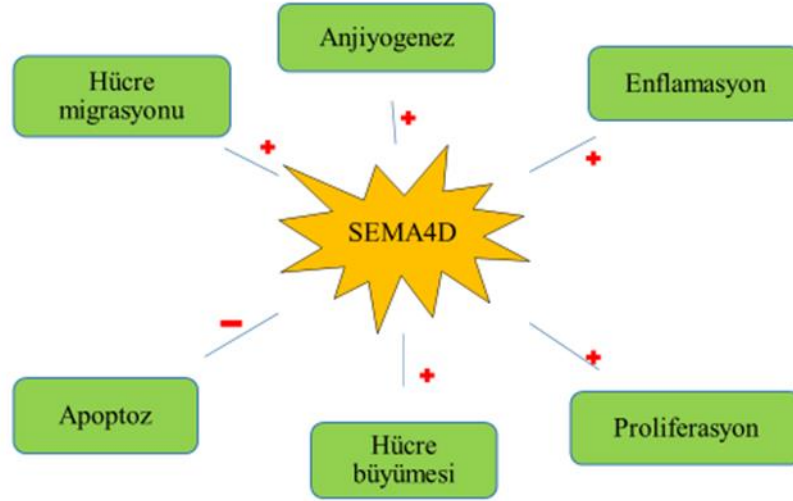 Anjiyogenez
Hücre
migrasyonu
Enflamasyon
+
+
+
SEMA4D
−
+
+
Apoptoz
Hücre
büyümesi
Proliferasyon